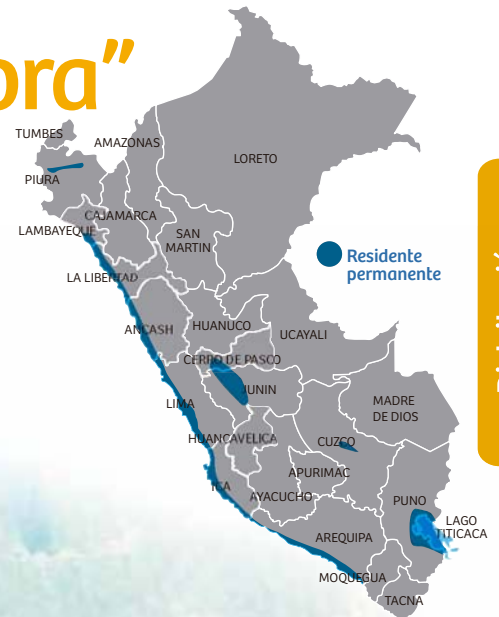 ora”
TUMBES
AMAZONAS
LORETO
PIURA
CAJAMARCA
LAMBAYEQUE
SAN
MARTIN
Residente
permanente
LA LIBERTAD
ANCASH
HUANUCO
UCAYALI
CERRO DE PASCO
JUNIN
LIMA
MADRE
DE DIOS
HUANCAVELICA
CUZCO
APURIMAC
ICA
AYACUCHO
PUNO
LAGO
TITICACA
AREQUIPA
MOQUEGUA
TACNA